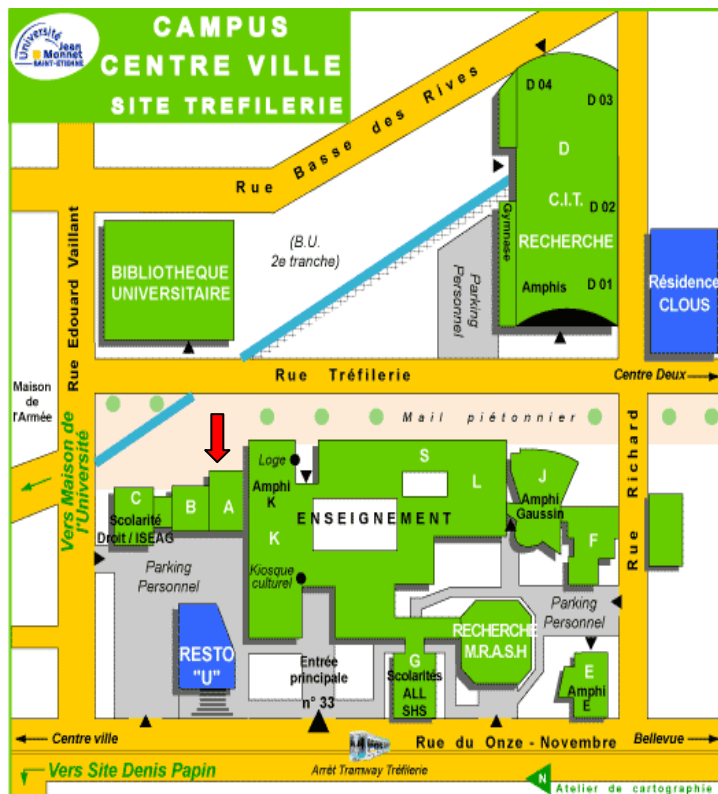 Université
Jean
Monnet
SAINT-ETIENNE
CAMPUS
CENTRE VILLE
SITE TREFILERIE
Rue Basse des Rives
D 04
D 03
D
C.I.T.
D 02
RECHERCHE
Gymnase
Amphis
D 01
Parking
Personnel
Résidence
CLOUS
(B.U.
2e tranche)
BIBLIOTHEQUE
UNIVERSITAIRE
Rue Edouard Vaillant
Rue Tréfilerie
Centre Deux
Maison
de
l'Armée
Mail piétonnier
Vers Maison de
l'Université
Rue Richard
Loge
Amphi
K
K
S
L
J
Amphi
Gaussin
F
A
B
C
Scolarité
Droit / ISEAG
ENSEIGNEMENT
Kiosque
culturel
Parking
Personnel
Parking
Personnel
RESTO
"U"
Entrée
principale
n° 33
G
Scolarités
ALL
SHS
RECHERCHE
M.R.A.S.H
E
Amphi
E
Centre ville
Rue du Onze - Novembre
Bellevue
Vers Site Denis Papin
Arrêt Tramway Tréfilerie
N
Atelier de cartographie